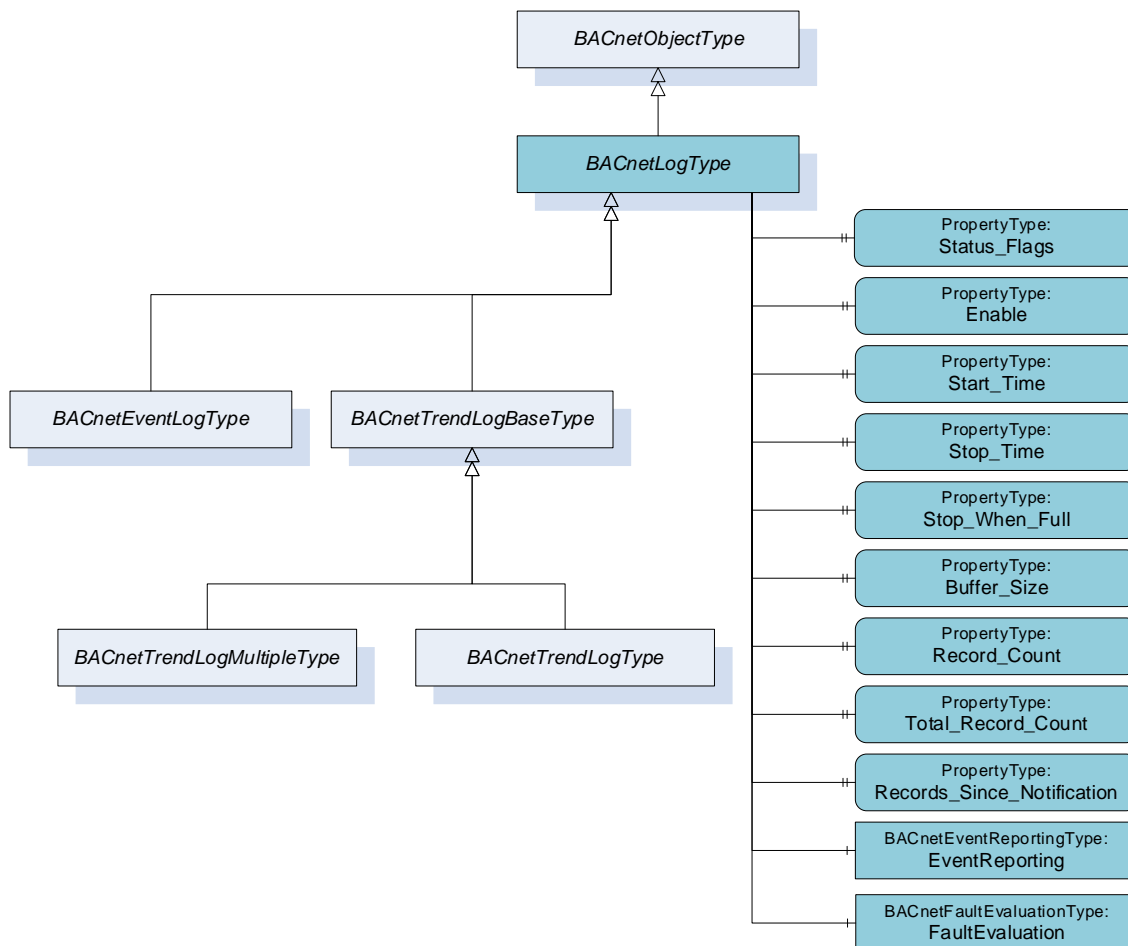 BACnetObjectType
BACnetLogType
PropertyType:
Status_Flags
PropertyType:
Enable
PropertyType:
Start_Time
BACnetEventLogType
BACnetTrendLogBaseType
PropertyType:
Stop_Time
PropertyType:
Stop_When_Full
PropertyType:
Buffer_Size
BACnetTrendLogMultipleType
BACnetTrendLogType
PropertyType:
Record_Count
PropertyType:
Total_Record_Count
PropertyType:
Records_Since_Notification
BACnetEventReportingType:
EventReporting
BACnetFaultEvaluationType:
FaultEvaluation